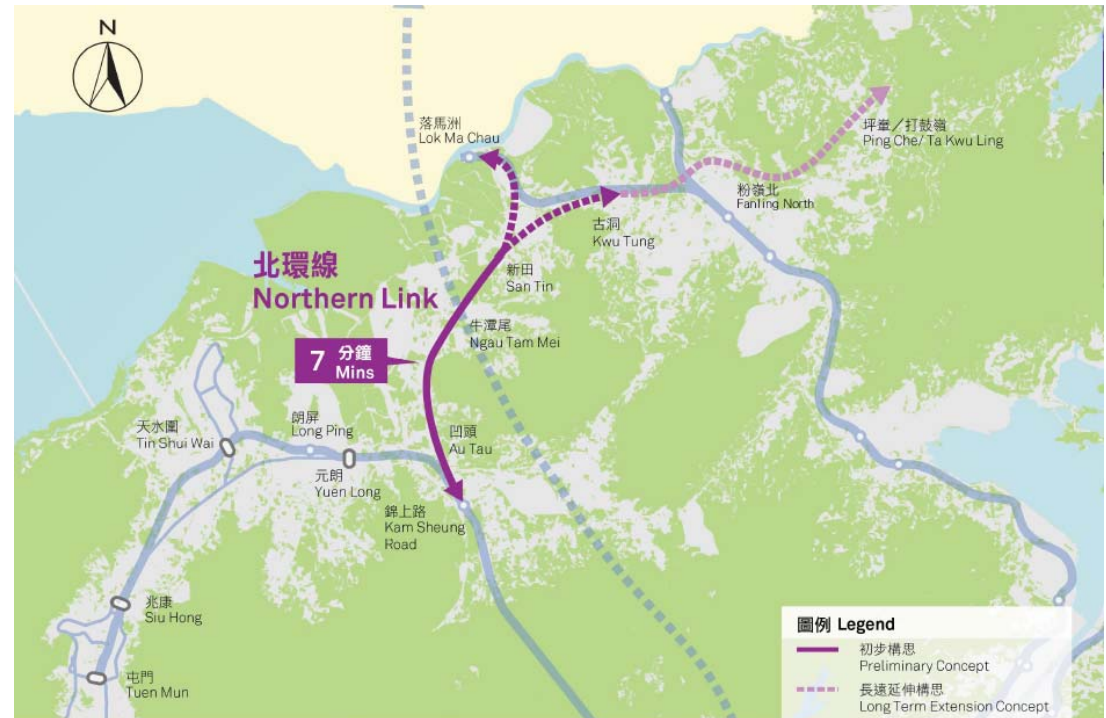 N
落馬洲
Lok Ma Chau
坪輋／打鼓嶺
Ping Che/ Ta Kwu Ling
粉嶺北
Fanling North
古洞
Kwu Tung
新田
San Tin
北環線
Northern Link
牛潭尾
Ngau Tam Mei
7 分鐘
Mins
天水圍
Tin Shui Wai
朗屏
Long Ping
凹頭
Au Tau
元朗
Yuen Long
錦上路
Kam Sheung
Road
兆康
Siu Hong
屯門
Tuen Mun
圖例 Legend
初步構思
Preliminary Concept
長遠延伸構思
Long Term Extension Concept